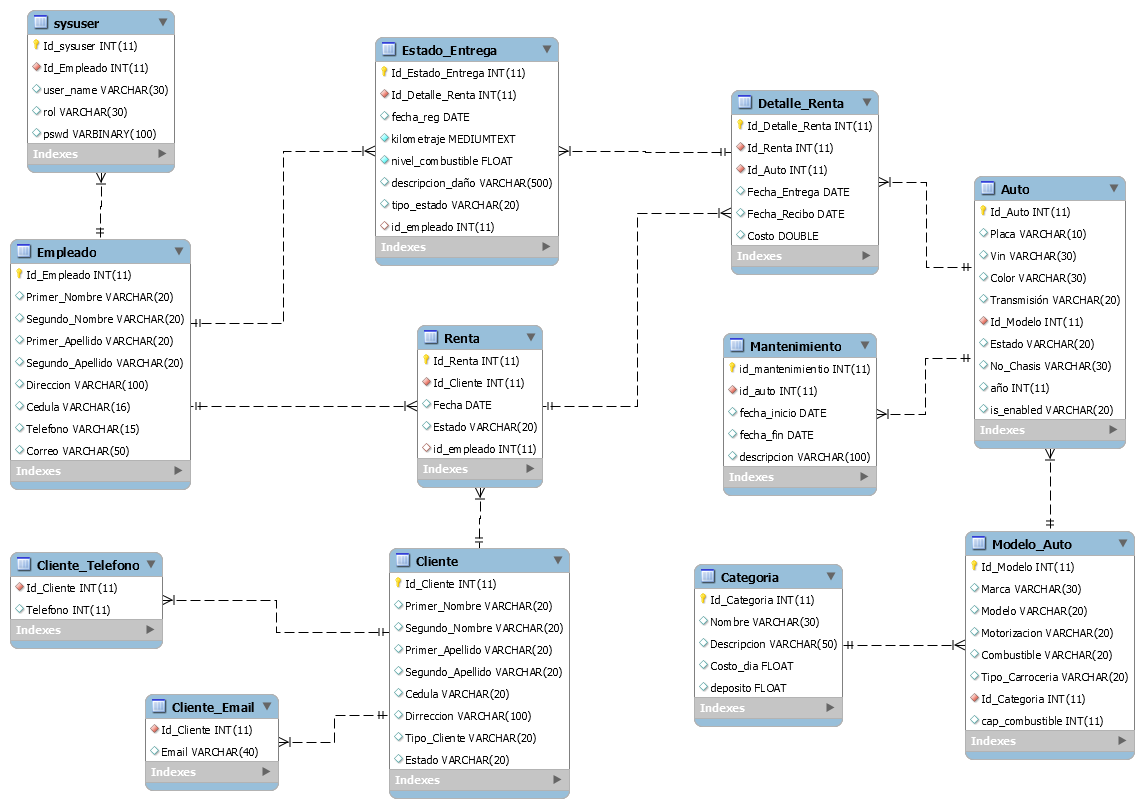 sysuser
Id_sysuser INT(11)
Id_Empleado INT(11)
user_name VARCHAR(30)
rol VARCHAR(30)
pswd VARBINARY(100)
Indexes
Estado_Entrega
Id_Estado_Entrega INT(11)
Id_Detalle_Renta INT(11)
fecha_reg DATE
kilometraje MEDIUMTEXT
nivel_combustible FLOAT
descripcion_daño VARCHAR(500)
tipo_estado VARCHAR(20)
id_empleado INT(11)
Indexes
Detalle_Renta
Id_Detalle_Renta INT(11)
Id_Renta INT(11)
Id_Auto INT(11)
Fecha_Entrega DATE
Fecha_Recibo DATE
Costo DOUBLE
Indexes
Auto
Id_Auto INT(11)
Placa VARCHAR(10)
Vin VARCHAR(30)
Color VARCHAR(30)
Transmisión VARCHAR(20)
Id_Modelo INT(11)
Estado VARCHAR(20)
No_Chasis VARCHAR(30)
año INT(11)
is_enabled VARCHAR(20)
Indexes
Empleado
Id_Empleado INT(11)
Primer_Nombre VARCHAR(20)
Segundo_Nombre VARCHAR(20)
Primer_Apellido VARCHAR(20)
Segundo_Apellido VARCHAR(20)
Direccion VARCHAR(100)
Cedula VARCHAR(16)
Telefono VARCHAR(15)
Correo VARCHAR(50)
Indexes
Renta
Id_Renta INT(11)
Id_Cliente INT(11)
Fecha DATE
Estado VARCHAR(20)
id_empleado INT(11)
Indexes
Mantenimiento
id_mantenimientio INT(11)
id_auto INT(11)
fecha_inicio DATE
fecha_fin DATE
descripcion VARCHAR(100)
Indexes
Cliente_Telefono
Id_Cliente INT(11)
Telefono INT(11)
Indexes
Cliente
Id_Cliente INT(11)
Primer_Nombre VARCHAR(20)
Segundo_Nombre VARCHAR(20)
Primer_Apellido VARCHAR(20)
Segundo_Apellido VARCHAR(20)
Cedula VARCHAR(20)
Dirreccion VARCHAR(100)
Tipo_Cliente VARCHAR(20)
Estado VARCHAR(20)
Indexes
Categoria
Id_Categoria INT(11)
Nombre VARCHAR(30)
Descripcion VARCHAR(50)
Costo_dia FLOAT
deposito FLOAT
Indexes
Modelo_Auto
Id_Modelo INT(11)
Marca VARCHAR(30)
Modelo VARCHAR(20)
Motorizacion VARCHAR(20)
Combustible VARCHAR(20)
Tipo_Carroceria VARCHAR(20)
Id_Categoria INT(11)
cap_combustible INT(11)
Indexes
Cliente_Email
Id_Cliente INT(11)
Email VARCHAR(40)
Indexes